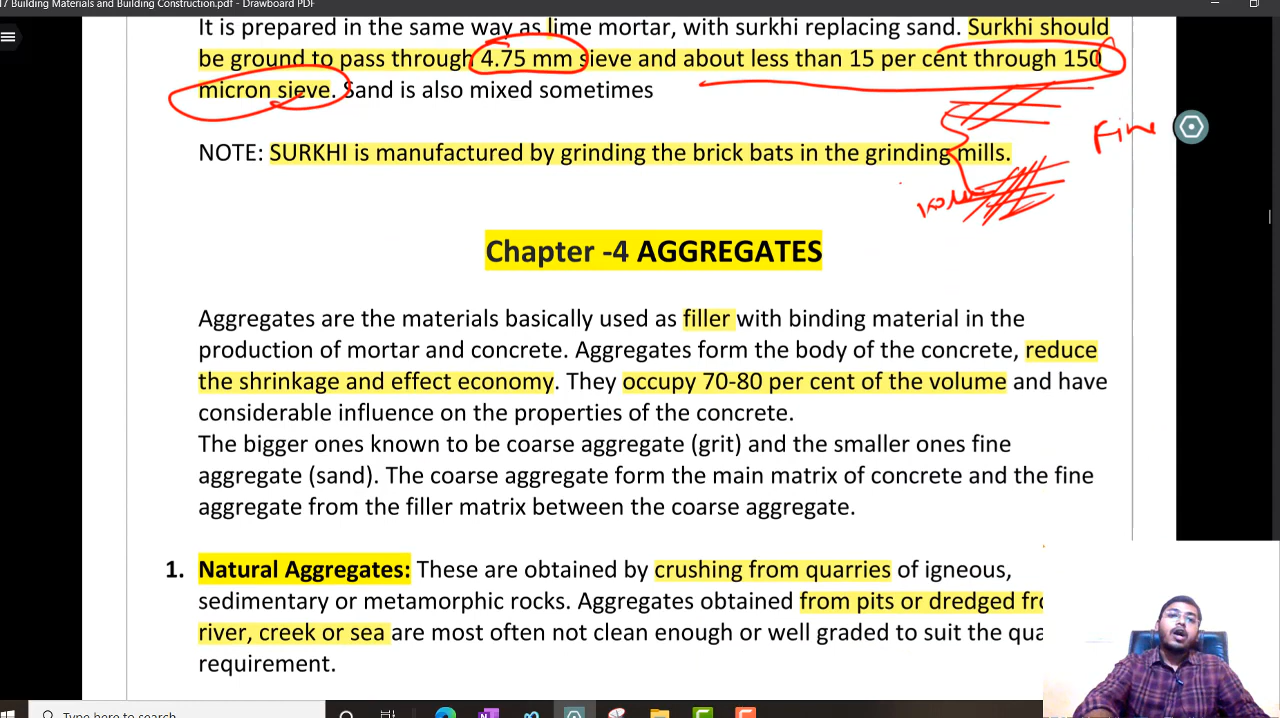 17 Building Materials and Building Construction.pdf - Drawboard PDF
It is prepared in the same way as lime mortar, with surkhi replacing sand. Surkhi should
be ground to pass through 4.75 mm sieve and about less than 15 per cent through 150
micron sieve. Sand is also mixed sometimes
Fine
NOTE: SURKHI is manufactured by grinding the brick bats in the grinding mills.
Chapter -4 AGGREGATES
Aggregates are the materials basically used as filler with binding material in the
production of mortar and concrete. Aggregates form the body of the concrete, reduce
the shrinkage and effect economy. They occupy 70-80 per cent of the volume and have
considerable influence on the properties of the concrete.
The bigger ones known to be coarse aggregate (grit) and the smaller ones fine
aggregate (sand). The coarse aggregate form the main matrix of concrete and the fine
aggregate from the filler matrix between the coarse aggregate.
1. Natural Aggregates: These are obtained by crushing from quarries of igneous,
sedimentary or metamorphic rocks. Aggregates obtained from pits or dredged
river, creek or sea are most often not clean enough or well graded to suit the
requirement.
Type here to search